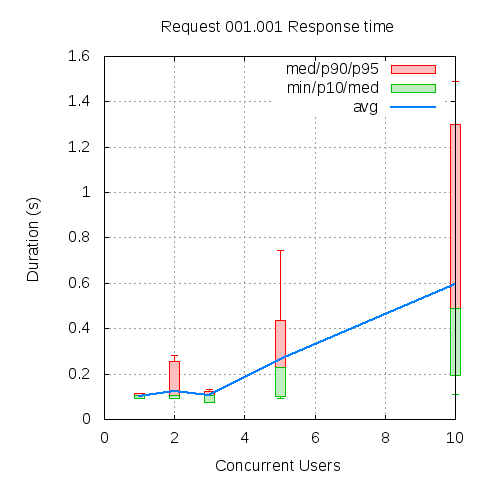 Request 001.001 Response time
med/p90/p95
min/p10/med
avg
1.6
1.4
1.2
1
0.8
0.6
0.4
0.2
0
Duration (s)
0 2 4 6 8 10
Concurrent Users